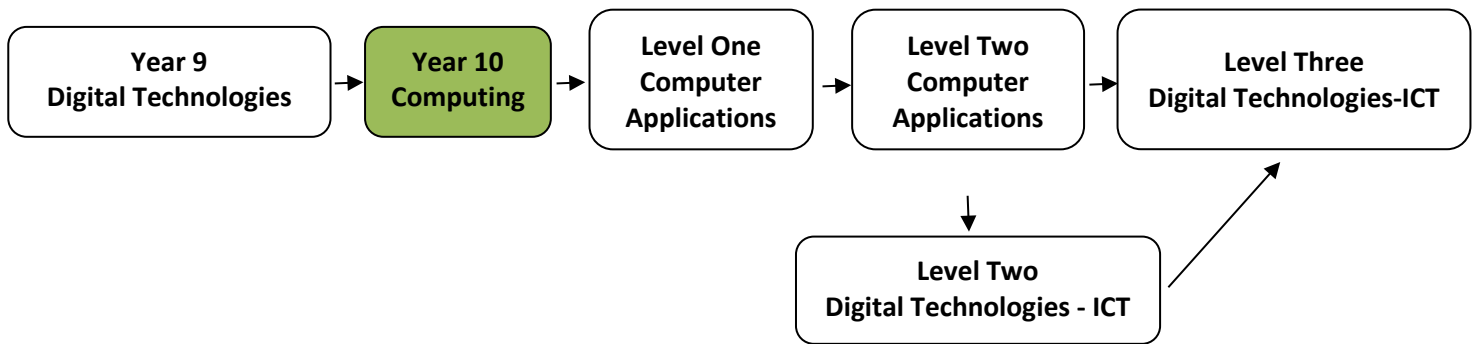 Year 9
Digital Technologies
Year 10
Computing
Level One
Computer
Applications
Level Two
Computer
Applications
Level Three
Digital Technologies-ICT
Level Two
Digital Technologies - ICT